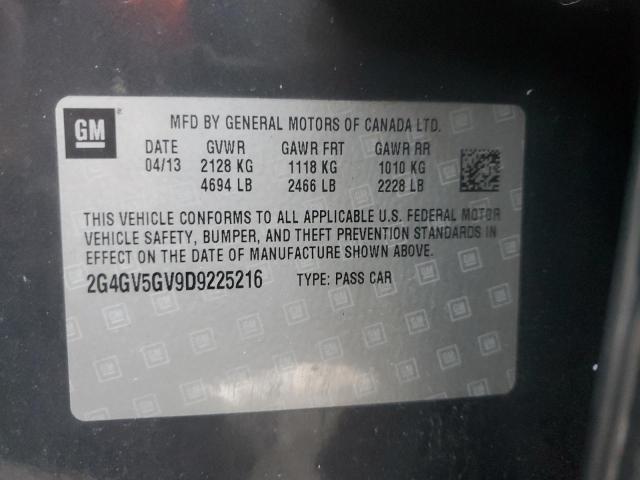 GM
MFD BY GENERAL MOTORS OF CANADA LTD.
DATE GVWR GAWR FRT GAWR RR
04/13 2128 KG 1118 KG 1010 KG
4694 LB 2466 LB 2228 LB
THIS VEHICLE CONFORMS TO ALL APPLICABLE U.S. FEDERAL MOTOR
VEHICLE SAFETY, BUMPER, AND THEFT PREVENTION STANDARDS IN
EFFECT ON THE DATE OF MANUFACTURE SHOWN ABOVE.
2G4GV5GV9D9225216 TYPE: PASS CAR